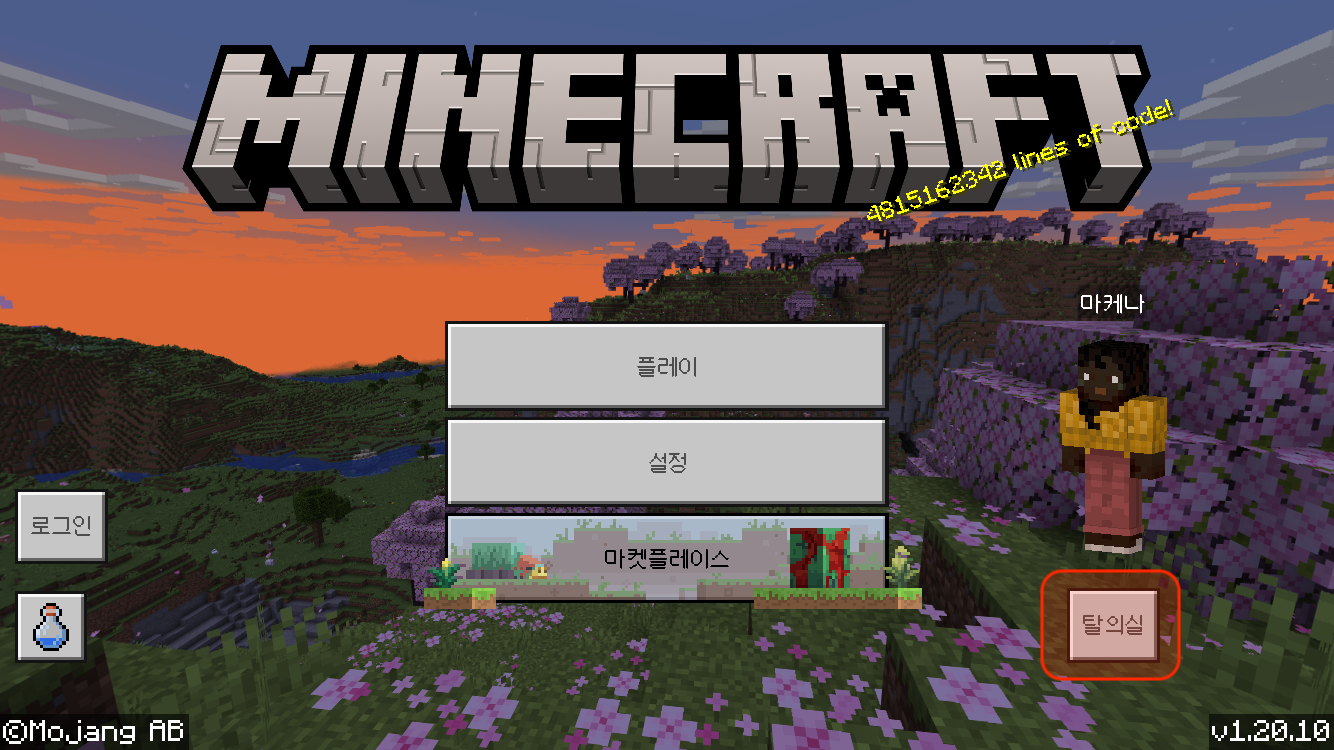 MINECRAFT
4815162342 lines of code!
마케나
플레이
설정
로그인
마켓플레이스
탈의실
©Mojang AB
v1.20.10